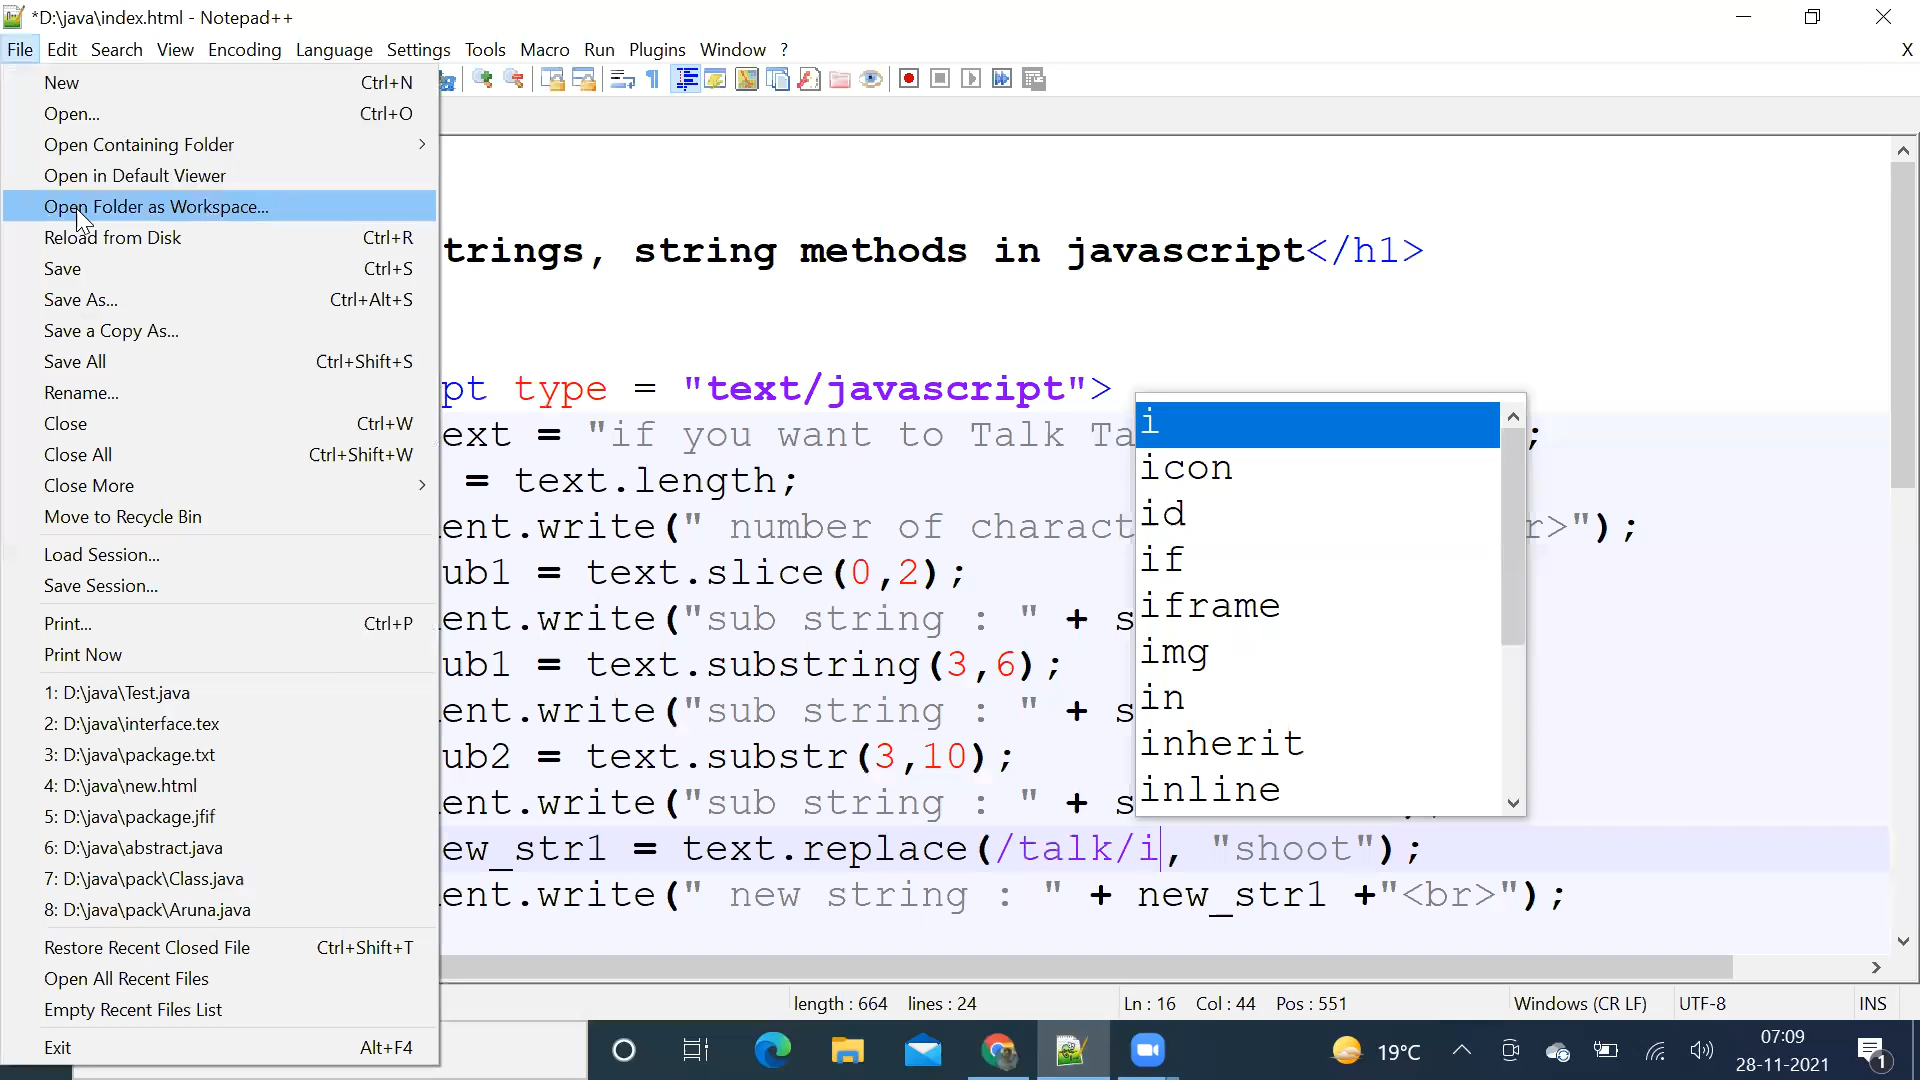 *D:\java\index.html - Notepad++
File Edit Search View Encoding Language Settings Tools Macro Run Plugins Window ? X
New Ctrl+N
Open... Ctrl+O
Open Containing Folder
Open in Default Viewer
Open Folder as Workspace...
Reload from Disk Ctrl+R
Save Ctrl+S
Save As... Ctrl+Alt+S
Save a Copy As...
Save All Ctrl+Shift+S
Rename...
Close Ctrl+W
Close All Ctrl+Shift+W
Close More
Move to Recycle Bin
Load Session...
Save Session...
Print... Ctrl+P
Print Now
1: D:\java\Test.java
2: D:\java\interface.tex
3: D:\java\package.txt
4: D:\java\new.html
5: D:\java\package.jfif
6: D:\java\abstract.java
7: D:\java\pack\Class.java
8: D:\java\pack\Aruna.java
Restore Recent Closed File Ctrl+Shift+T
Open All Recent Files
Empty Recent Files List
Exit Alt+F4
trings, string methods in javascript</h1>
pt type = "text/javascript">
ext = "if you want to Talk Ta ;
= text.length;
ent.write(" number of charact r>");
ub1 = text.slice(0,2);
ent.write("sub string : " + s
ub1 = text.substring(3,6);
ent.write("sub string : " + s
ub2 = text.substr(3,10);
ent.write("sub string : " + s
ew_str1 = text.replace(/talk/i, "shoot");
ent.write(" new string : " + new_str1 +"<br>");
i
icon
id
if
iframe
img
in
inherit
inline
length : 664 lines : 24 Ln : 16 Col : 44 Pos : 551 Windows (CR LF) UTF-8 INS
19°C
07:09
28-11-2021
1